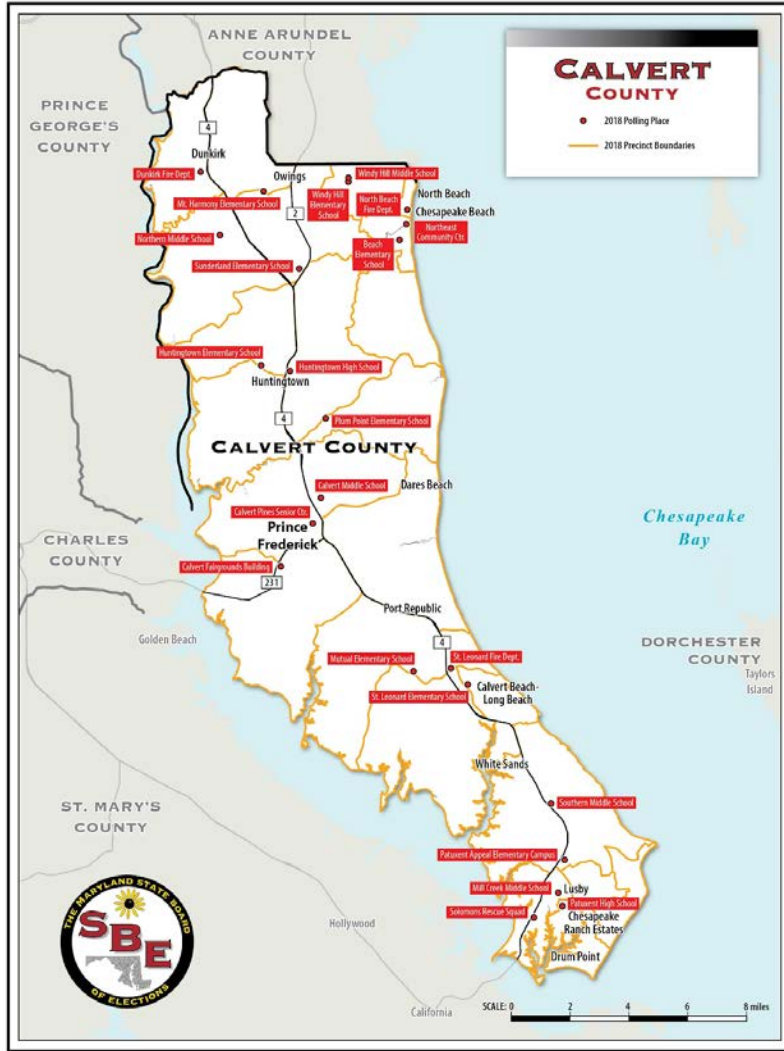 ANNE ARUNDEL
COUNTY
CALVERT
COUNTY
2018 Polling Place
2018 Precinct Boundaries
PRINCE
GEORGE'S
COUNTY
4
Dunkirk
Dunkirk Fire Dept.
Owings
Windy Hill Middle School
Mt. Harmony Elementary School
Windy Hill
Elementary
School
North Beach
Fire Dept.
North Beach
2
Chesapeake Beach
Northeast
Community Ctr.
Northern Middle School
Beach
Elementary
School
Sunderland Elementary School
Huntingtown Elementary School
Huntingtown High School
Huntingtown
4
Plum Point Elementary School
CALVERT COUNTY
Dares Beach
Calvert Middle School
Calvert Pines Senior Ctr.
Prince
Frederick
Chesapeake
Bay
CHARLES
COUNTY
Calvert Fairgrounds Building
231
Port Republic
Golden Beach
4
DORCHESTER
COUNTY
Taylors
Island
Mutual Elementary School
St. Leonard Fire Dept.
St. Leonard Elementary School
Calvert Beach-
Long Beach
White Sands
ST. MARY'S
COUNTY
Southern Middle School
Patuxent Appeal Elementary Campus
Mill Creek Middle School
Lusby
Patuxent High School
Solomons Rescue Squad
Chesapeake
Ranch Estates
Hollywood
Drum Point
THE MARYLAND STATE BOARD
SBE
OF ELECTIONS
California
SCALE: 0 2 4 6 8 miles